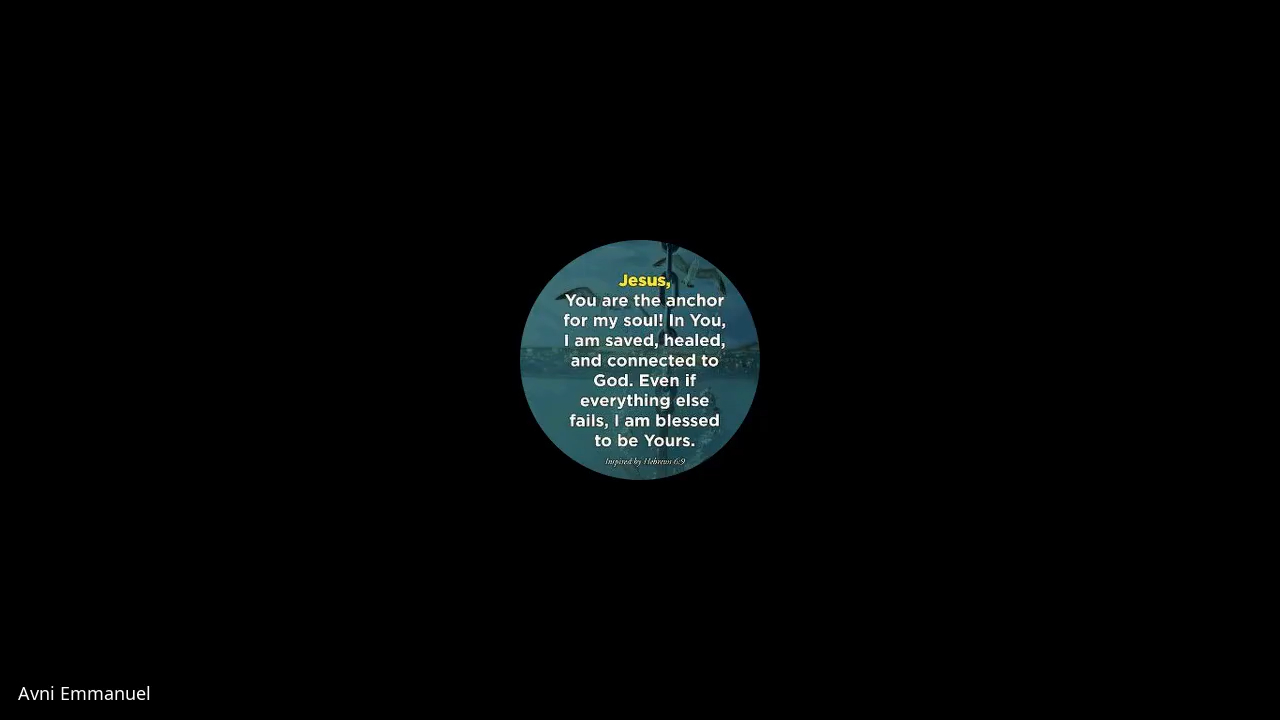 Jesus,
You are the anchor
for my soul! In You,
I am saved, healed,
and connected to
God. Even if
everything else
fails, I am blessed
to be Yours.
Inspired by Hebrews 6:9
Avni Emmanuel